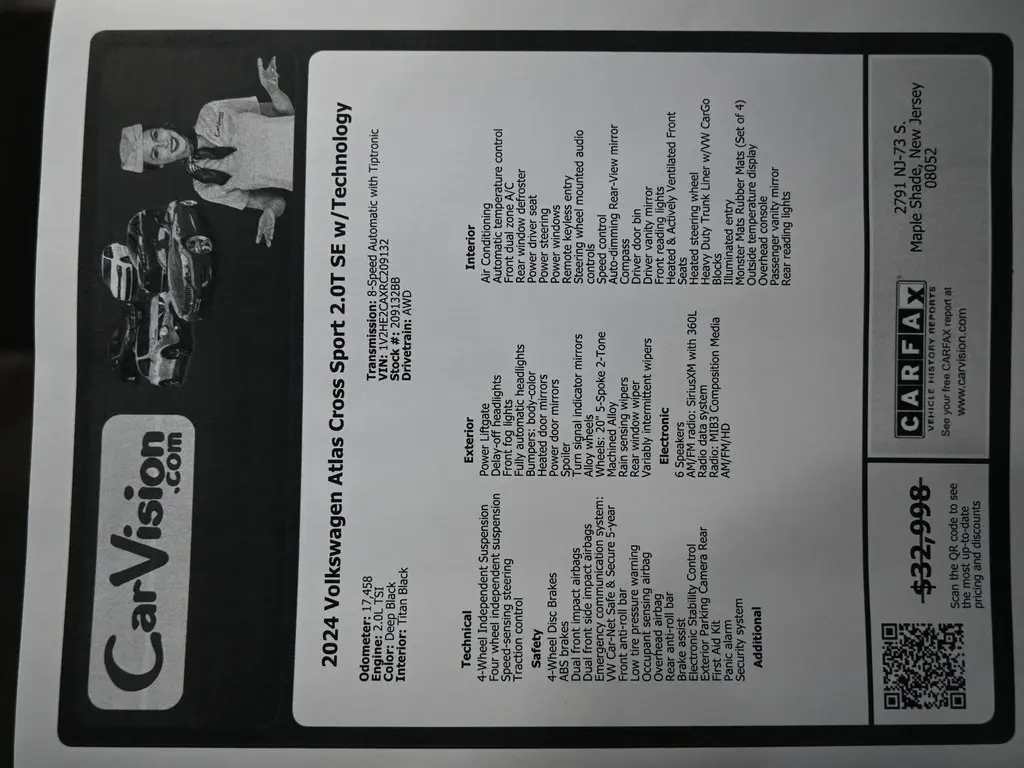 CarVision
.com
2024 Volkswagen Atlas Cross Sport 2.0T SE w/Technology
Odometer: 17,458
Engine: 2.0L TSI
Color: Deep Black
Interior: Titan Black
Transmission: 8-Speed Automatic with Tiptronic
VIN: 1V2HE2CAXRC209132
Stock #: 209132BB
Drivetrain: AWD
Technical
4-Wheel Independent Suspension
Four wheel independent suspension
Speed-sensing steering
Traction control
Safety
4-Wheel Disc Brakes
ABS brakes
Dual front impact airbags
Dual front side impact airbags
Emergency communication system:
VW Car-Net Safe & Secure 5-year
Front anti-roll bar
Low tire pressure warning
Occupant sensing airbag
Overhead airbag
Rear anti-roll bar
Brake assist
Electronic Stability Control
Exterior Parking Camera Rear
First Aid Kit
Panic alarm
Security system
Additional
Exterior
Power Liftgate
Delay-off headlights
Front fog lights
Fully automatic headlights
Bumpers: body-color
Heated door mirrors
Power door mirrors
Spoiler
Turn signal indicator mirrors
Alloy wheels
Wheels: 20" 5-Spoke 2-Tone
Machined Alloy
Rain sensing wipers
Rear window wiper
Variably intermittent wipers
Electronic
6 Speakers
AM/FM radio: SiriusXM with 360L
Radio data system
Radio: MIB3 Composition Media
AM/FM/HD
Interior
Air Conditioning
Automatic temperature control
Front dual zone A/C
Rear window defroster
Power driver seat
Power steering
Power windows
Remote keyless entry
Steering wheel mounted audio
controls
Speed control
Auto-dimming Rear-View mirror
Compass
Driver door bin
Driver vanity mirror
Front reading lights
Heated & Actively Ventilated Front
Seats
Heated steering wheel
Heavy Duty Trunk Liner w/VW CarGo
Blocks
Illuminated entry
Monster Mats Rubber Mats (Set of 4)
Outside temperature display
Overhead console
Passenger vanity mirror
Rear reading lights
$32,998
Scan the QR code to see
the most up-to-date
pricing and discounts
CARFAX
VEHICLE HISTORY REPORTS
See your free CARFAX report at
www.carvision.com
2791 NJ-73 S.
Maple Shade, New Jersey
08052